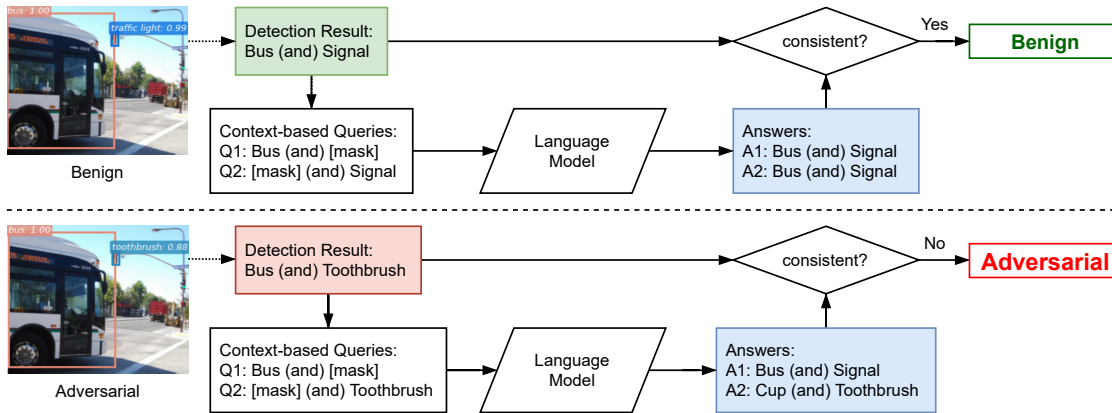 bus: 1.00
traffic light: 0.99
Benign
Detection Result:
Bus (and) Signal
Context-based Queries:
Q1: Bus (and) [mask]
Q2: [mask] (and) Signal
Language
Model
Answers:
A1: Bus (and) Signal
A2: Bus (and) Signal
consistent?
Yes
Benign
bus: 1.00
toothbrush: 0.88
Adversarial
Detection Result:
Bus (and) Toothbrush
Context-based Queries:
Q1: Bus (and) [mask]
Q2: [mask] (and) Toothbrush
Language
Model
Answers:
A1: Bus (and) Signal
A2: Cup (and) Toothbrush
consistent?
No
Adversarial